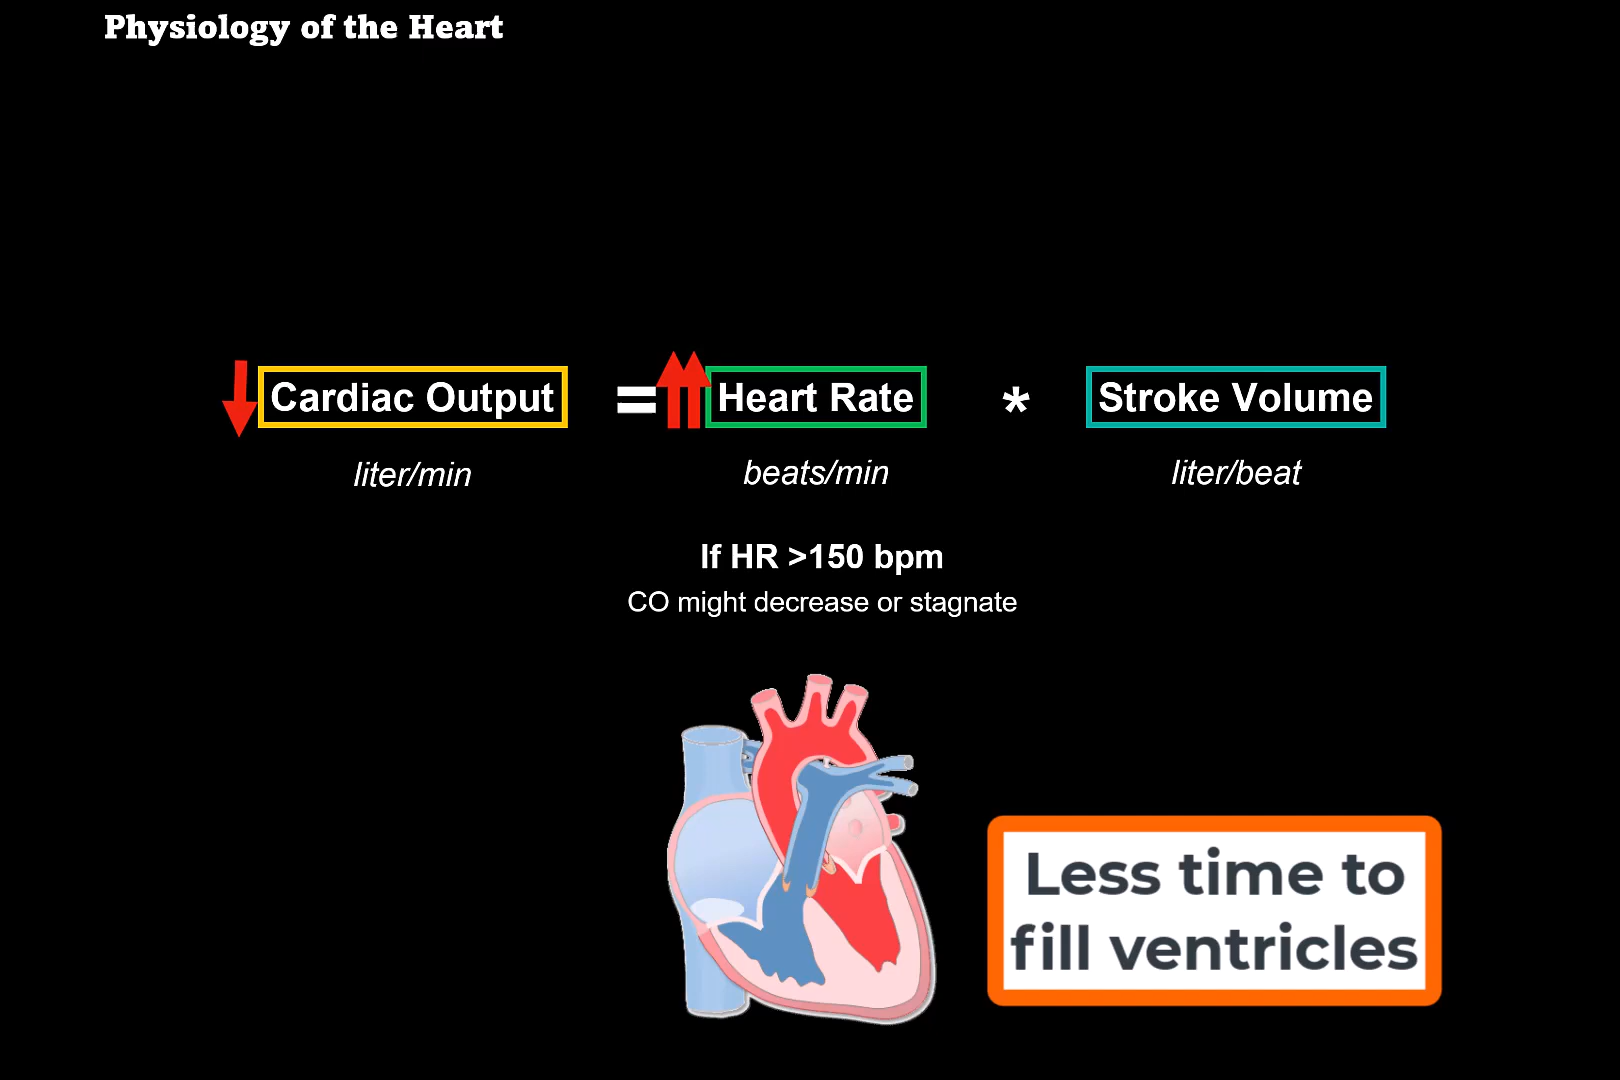 Physiology of the Heart
Cardiac Output = Heart Rate * Stroke Volume
liter/min beats/min liter/beat
If HR >150 bpm
CO might decrease or stagnate
Less time to
fill ventricles